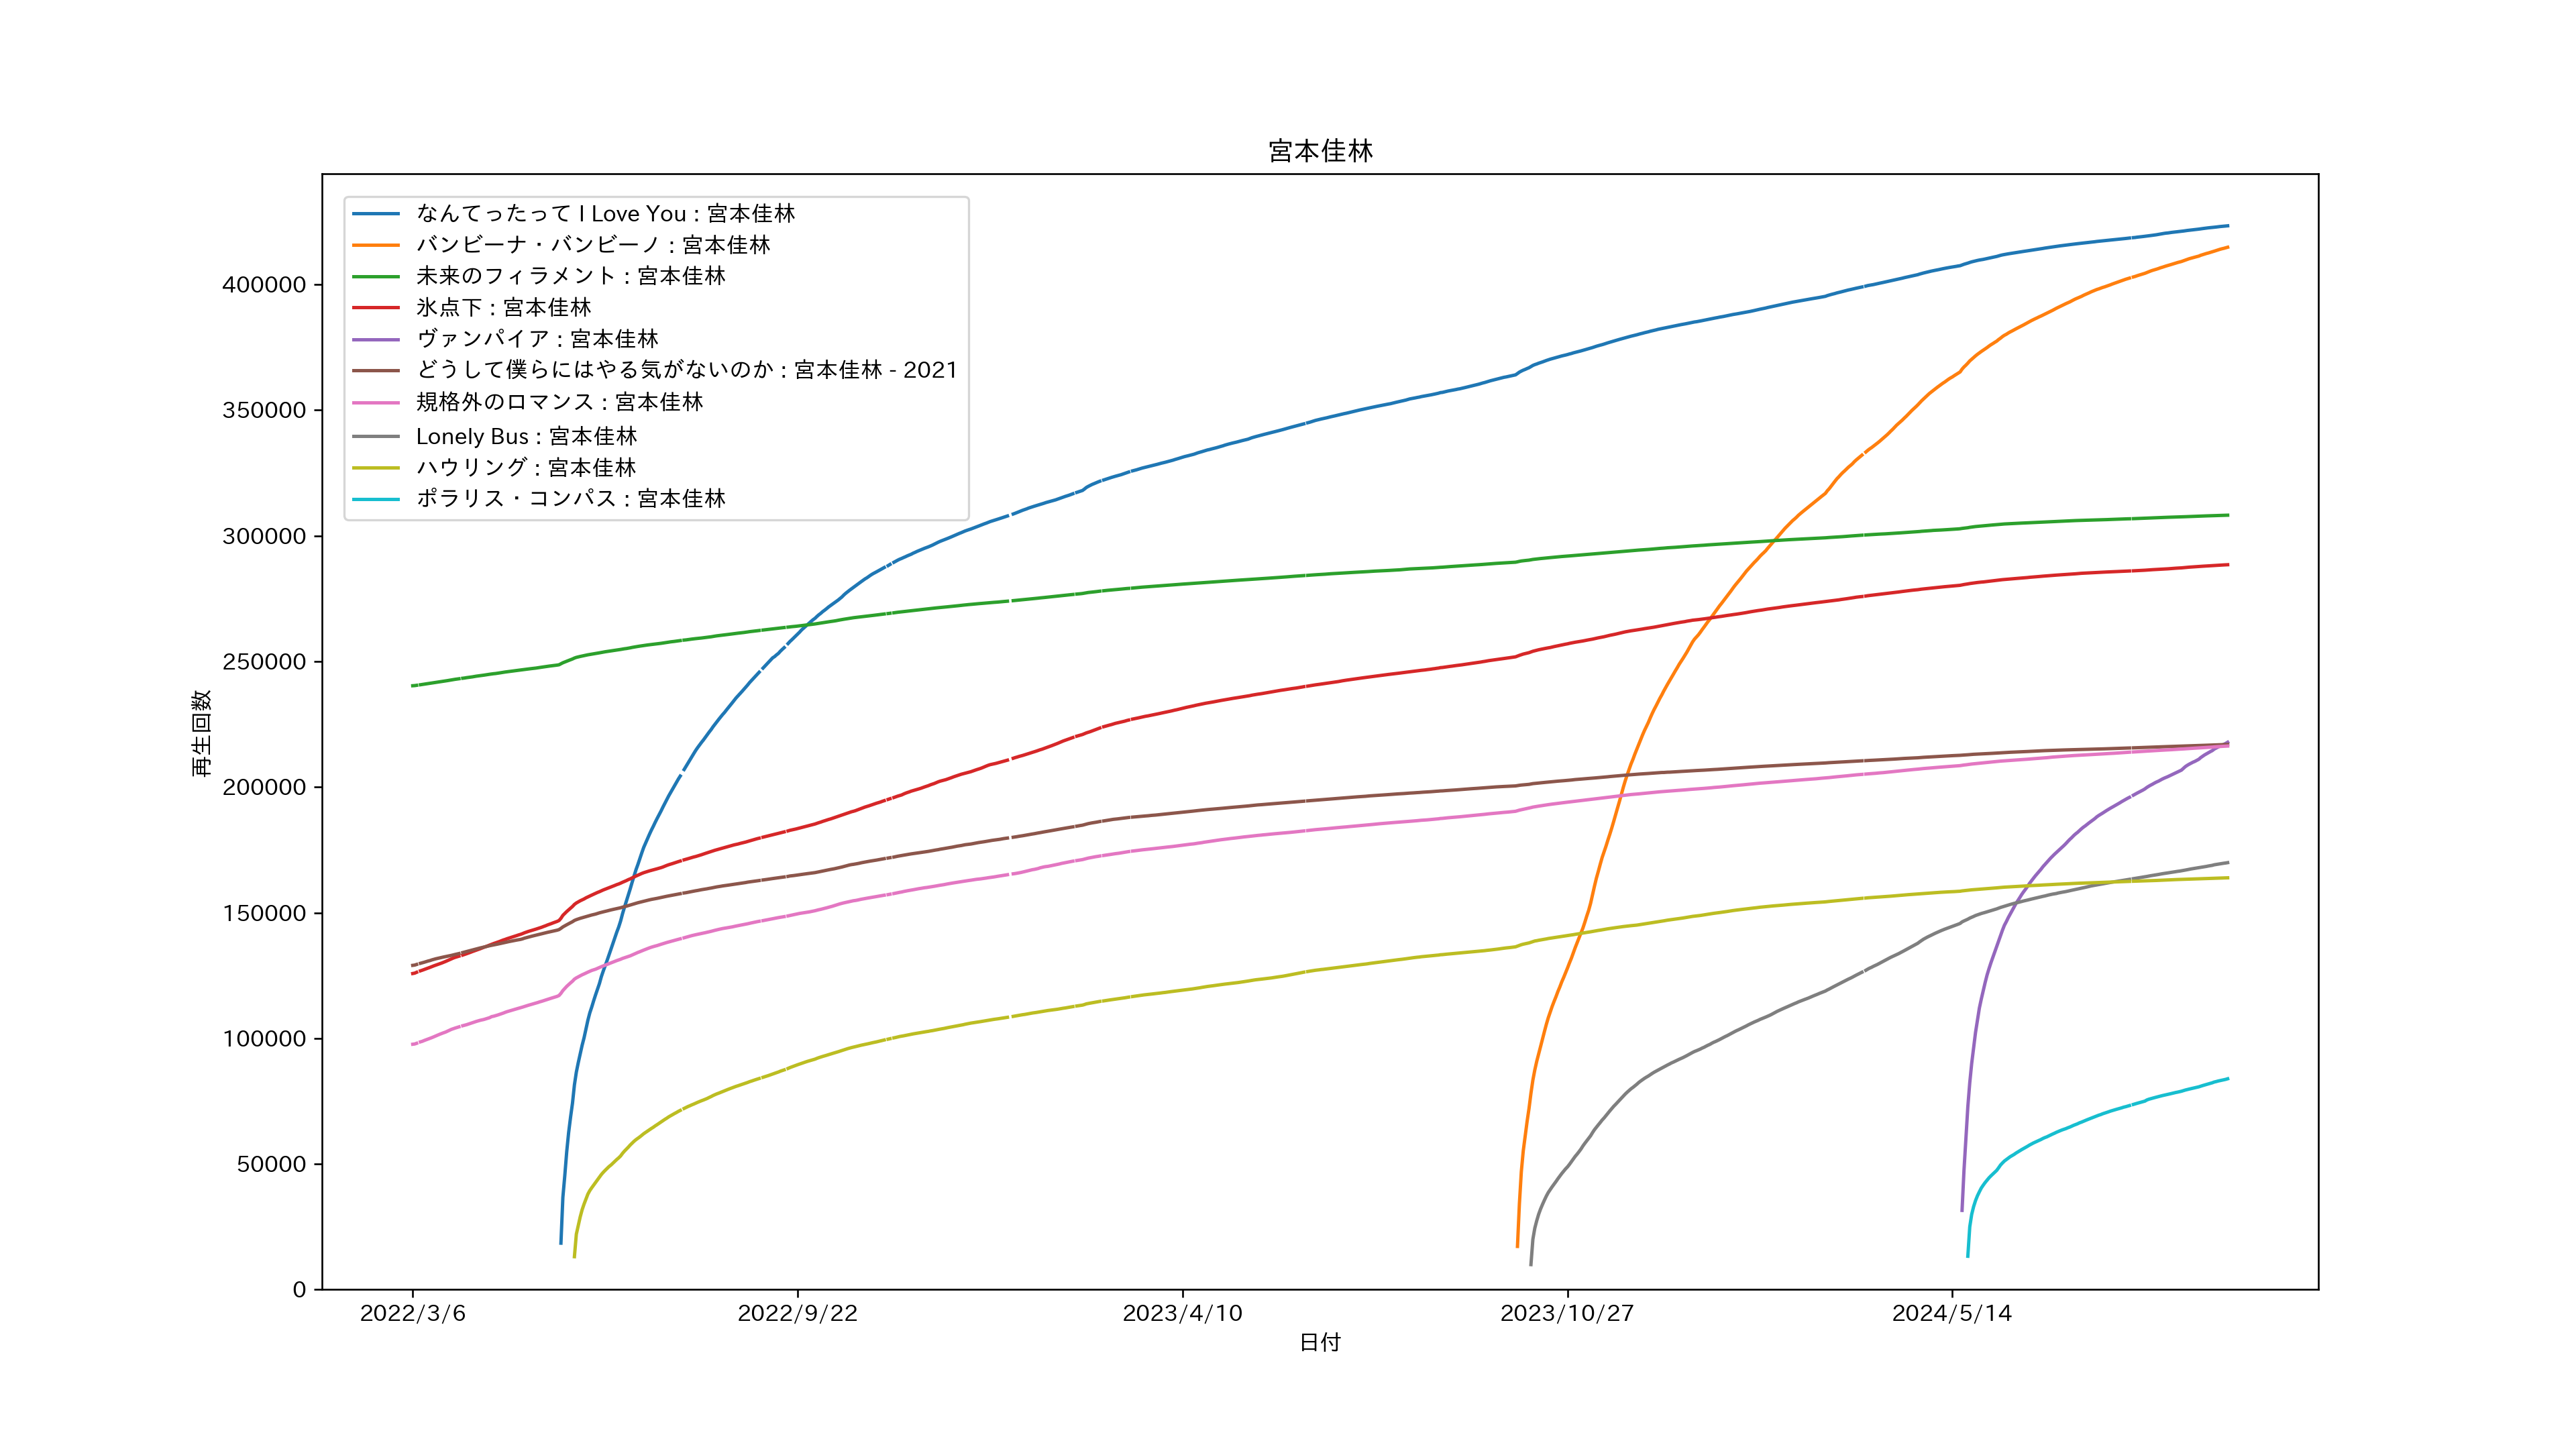 宮本佳林
なんてったって I Love You : 宮本佳林
バンビーナ・バンビーノ : 宮本佳林
未来のフィラメント : 宮本佳林
氷点下 : 宮本佳林
ヴァンパイア : 宮本佳林
どうして僕らにはやる気がないのか : 宮本佳林 - 2021
規格外のロマンス : 宮本佳林
Lonely Bus : 宮本佳林
ハウリング : 宮本佳林
ポラリス・コンパス : 宮本佳林
再生回数
400000
350000
300000
250000
200000
150000
100000
50000
0
2022/3/6
2022/9/22
2023/4/10
2023/10/27
2024/5/14
日付